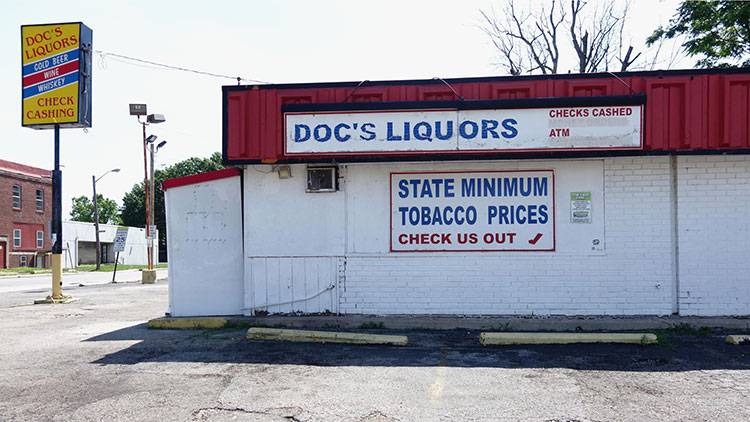 DOC'S
LIQUORS
COLD BEER
WINE
WHISKEY
CHECK
CASHING
DOC'S LIQUORS
CHECKS CASHED
ATM
STATE MINIMUM
TOBACCO PRICES
CHECK US OUT